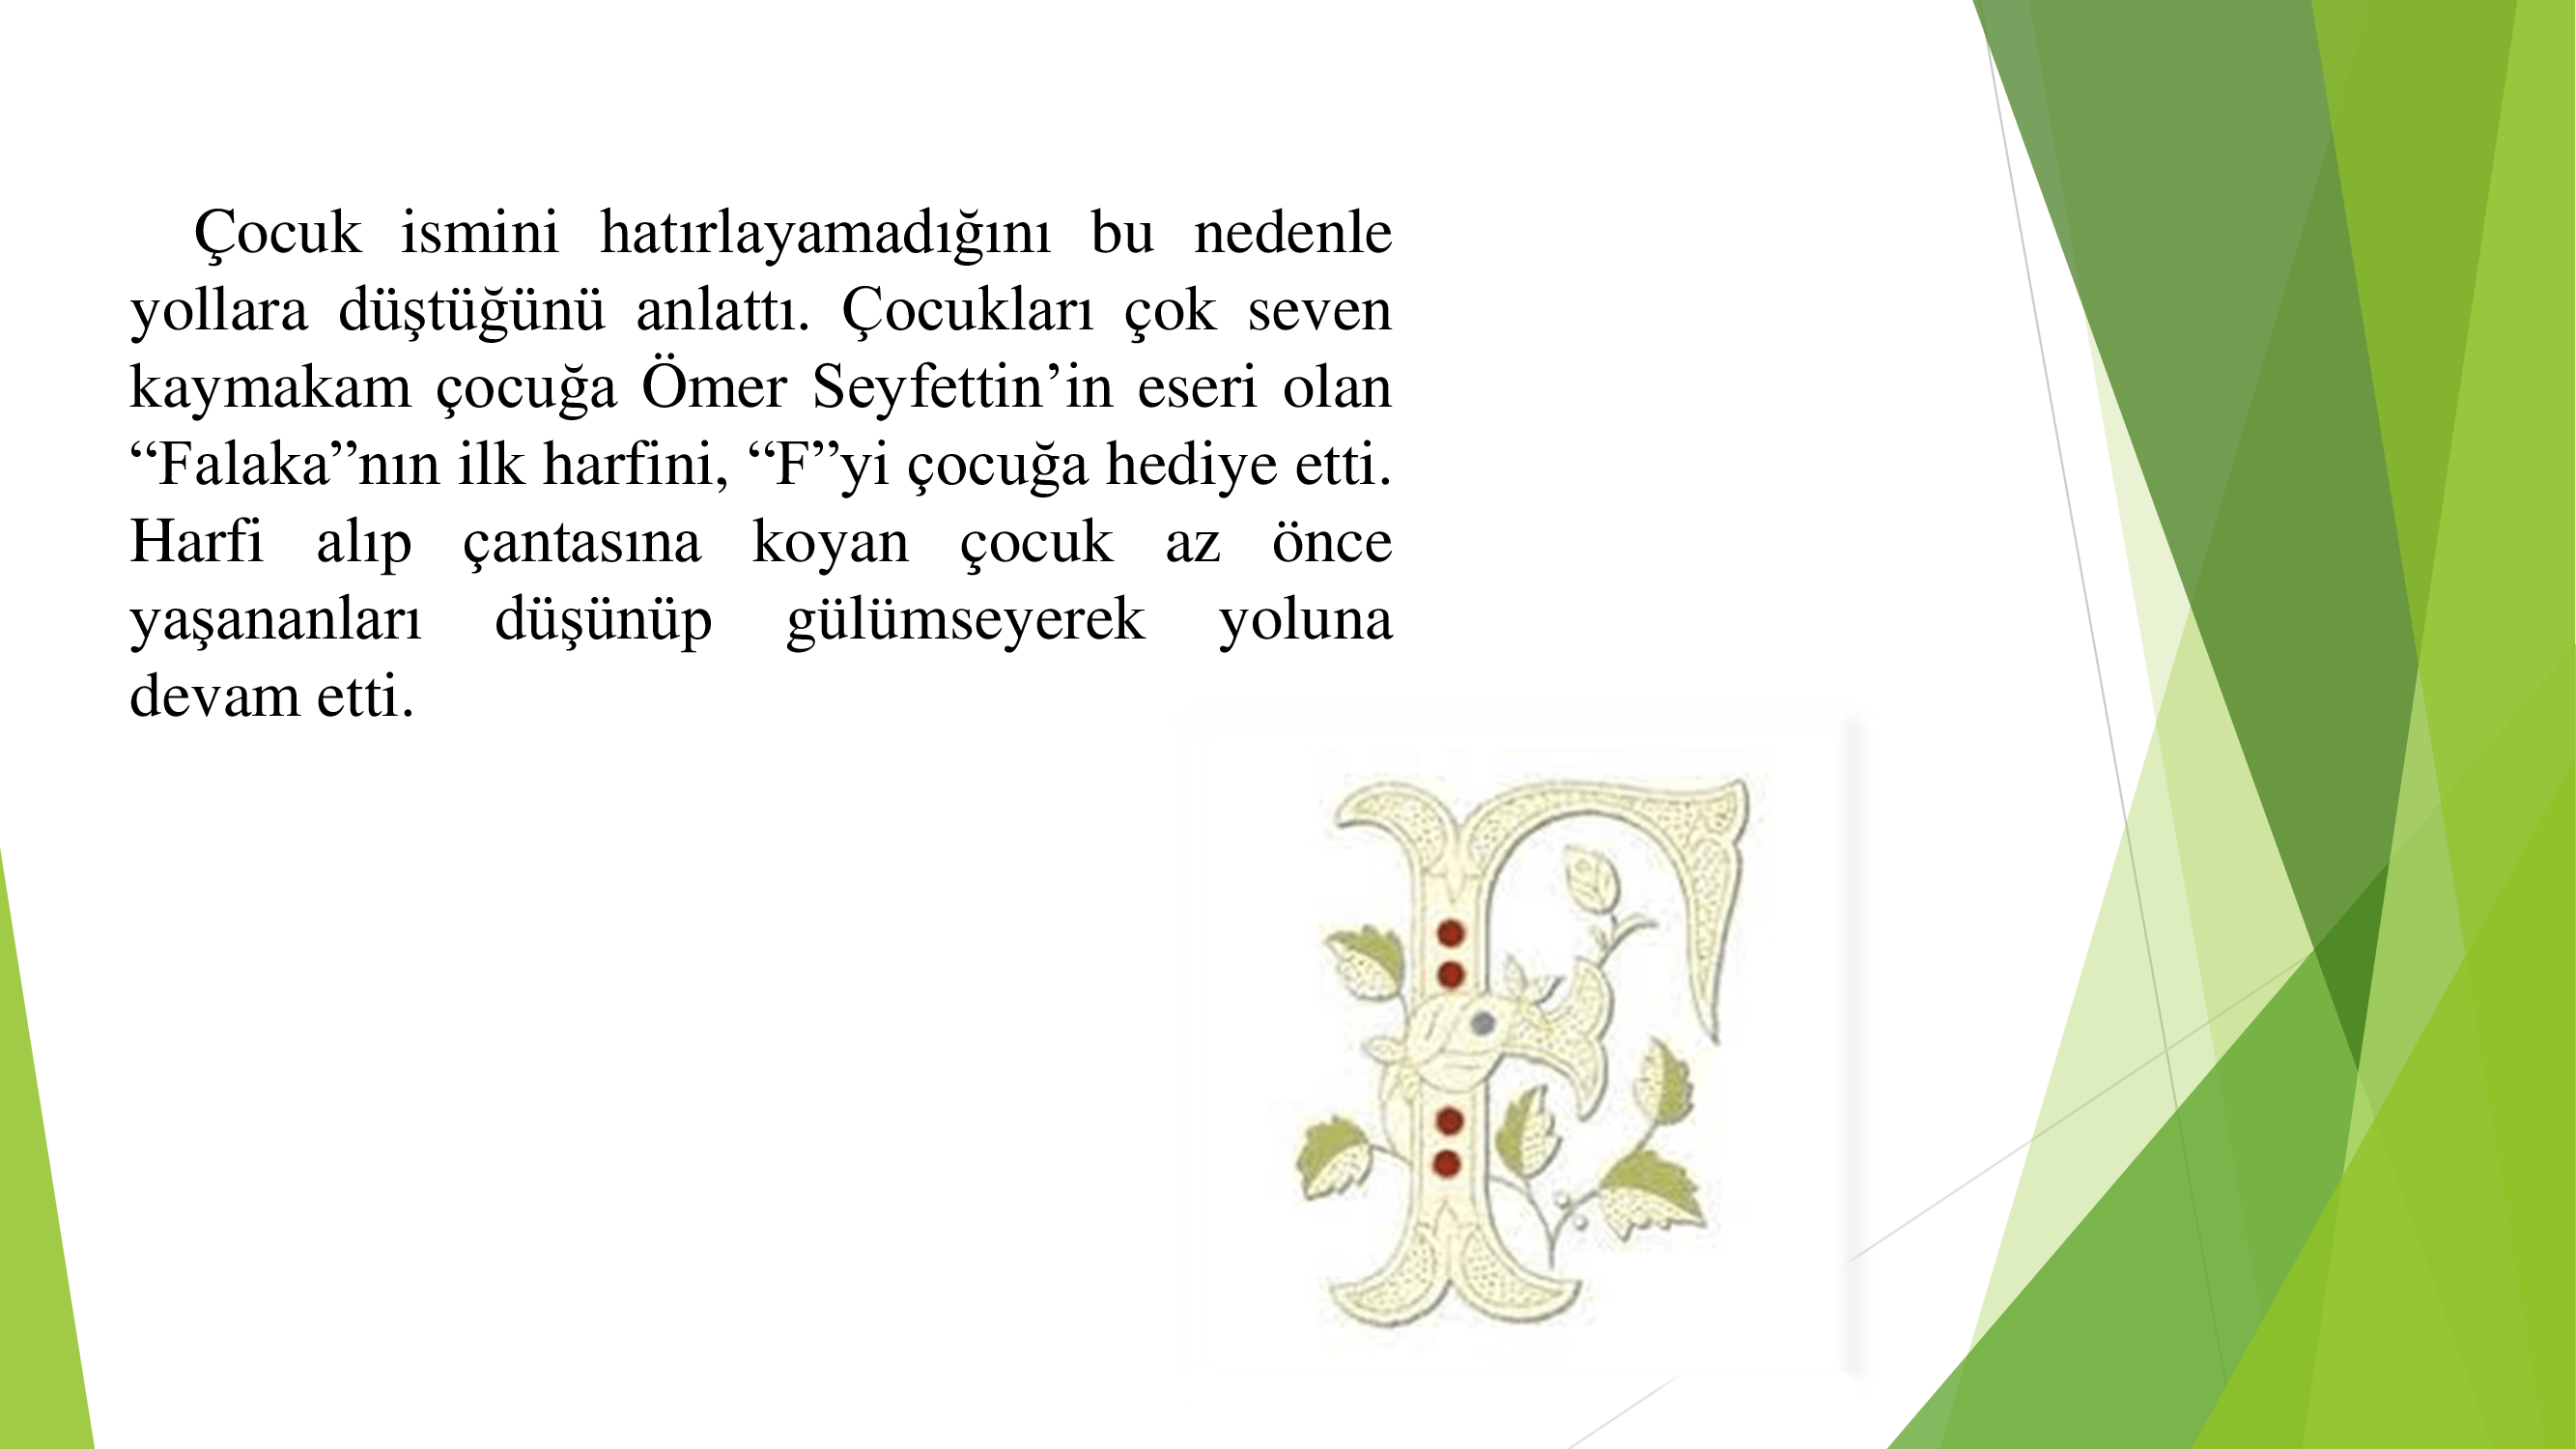 Çocuk ismini hatırlayamadığını bu nedenle
yollara düştüğünü anlattı. Çocukları çok seven
kaymakam çocuğa Ömer Seyfettin’in eseri olan
“Falaka”nın ilk harfini, “F”yi çocuğa hediye etti.
Harfi alıp çantasına koyan çocuk az önce
yaşananları düşünüp gülümseyerek yoluna
devam etti.
F